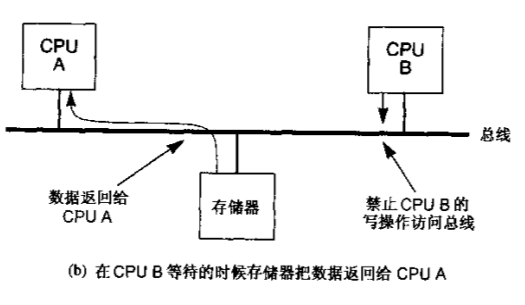 CPU
A
CPU
B
总线
数据返回给
CPU A
存储器
禁止 CPU B 的
写操作访问总线
(b) 在 CPU B 等待的时候存储器把数据返回给 CPU A